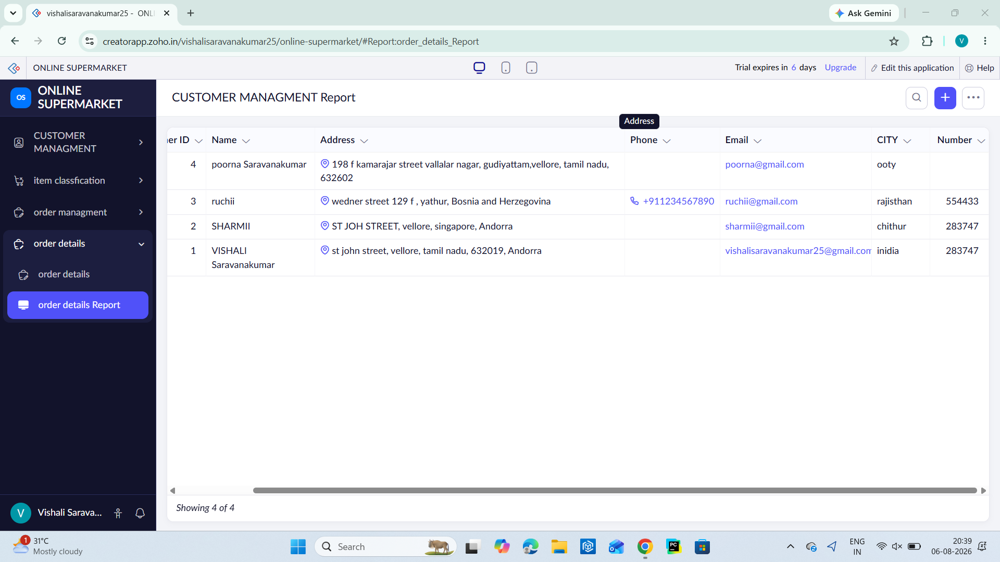 vishalisaravanakumar25 - ONLI
Ask Gemini
creatorapp.zoho.in/vishalisaravanakumar25/online-supermarket/#Report:order_details_Report
V
ONLINE SUPERMARKET
Trial expires in 6 days Upgrade
Edit this application
Help
OS
ONLINE
SUPERMARKET
CUSTOMER MANAGMENT Report
Address
CUSTOMER
MANAGMENT
item classfication
order managment
order details
order details
order details Report
er ID Name Address Phone Email CITY Number
4 poorna Saravanakumar 198 f kamarajar street vallalar nagar, gudiyattam,vellore, tamil nadu, poorna@gmail.com ooty
632602
3 ruchii wedner street 129 f , yathur, Bosnia and Herzegovina +911234567890 ruchii@gmail.com rajisthan 554433
2 SHARMII ST JOH STREET, vellore, singapore, Andorra sharmii@gmail.com chithur 283747
1 VISHALI st john street, vellore, tamil nadu, 632019, Andorra vishalisaravanakumar25@gmail.com inidia 283747
Saravanakumar
Showing 4 of 4
V
Vishali Sarava...
1
31°C
Mostly cloudy
Search
PC
ENG
IN
20:39
06-08-2026